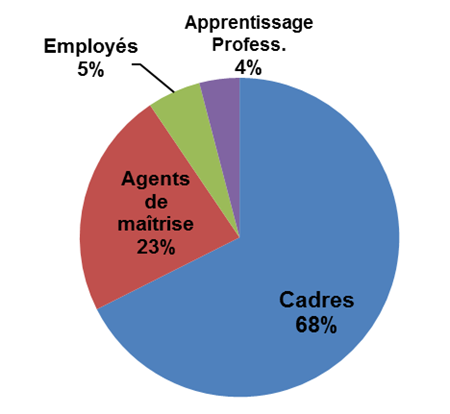 Apprentissage
Profess.
4%
Employés
5%
Agents
de
maîtrise
23%
Cadres
68%